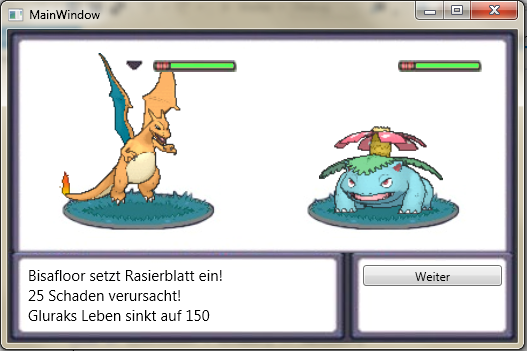 MainWindow
Bisafloor setzt Rasierblatt ein!
25 Schaden verursacht!
Gluraks Leben sinkt auf 150
Weiter